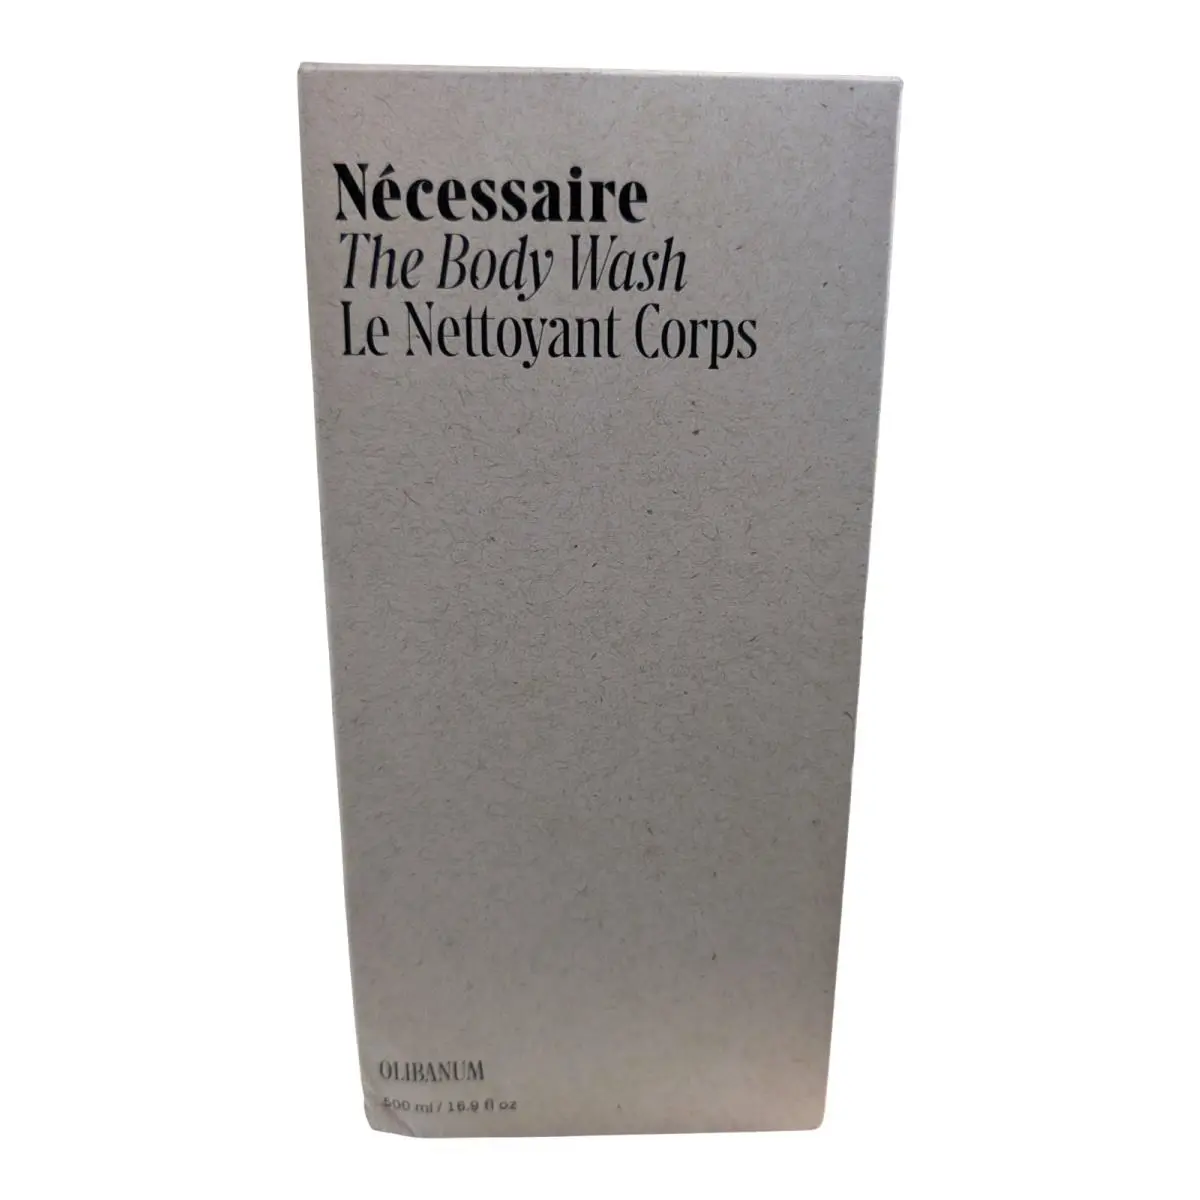 Nécessaire
The Body Wash
Le Nettoyant Corps
OLIBANUM
500 ml / 16.9 fl oz